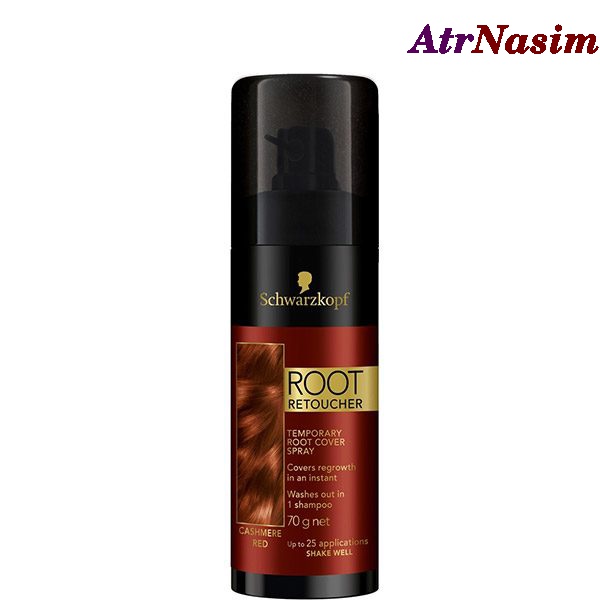 AtrNasim
Schwarzkopf
ROOT
RETOUCHER
TEMPORARY
ROOT COVER
SPRAY
Covers regrowth
in an instant
Washes out in
1 shampoo
70 g net
CASHMERE
RED
Up to 25 applications
SHAKE WELL